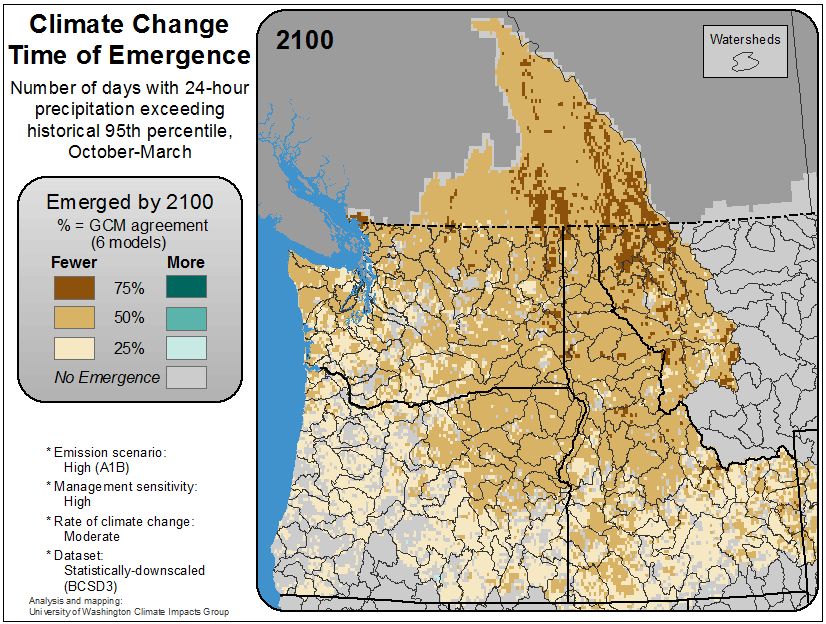 Climate Change
Time of Emergence
Number of days with 24-hour
precipitation exceeding
historical 95th percentile,
October-March
Emerged by 2100
% = GCM agreement
(6 models)
Fewer More
75%
50%
25%
No Emergence
* Emission scenario:
High (A1B)
* Management sensitivity:
High
* Rate of climate change:
Moderate
* Dataset:
Statistically-downscaled
(BCSD3)
Analysis and mapping:
University of Washington Climate Impacts Group
2100
Watersheds